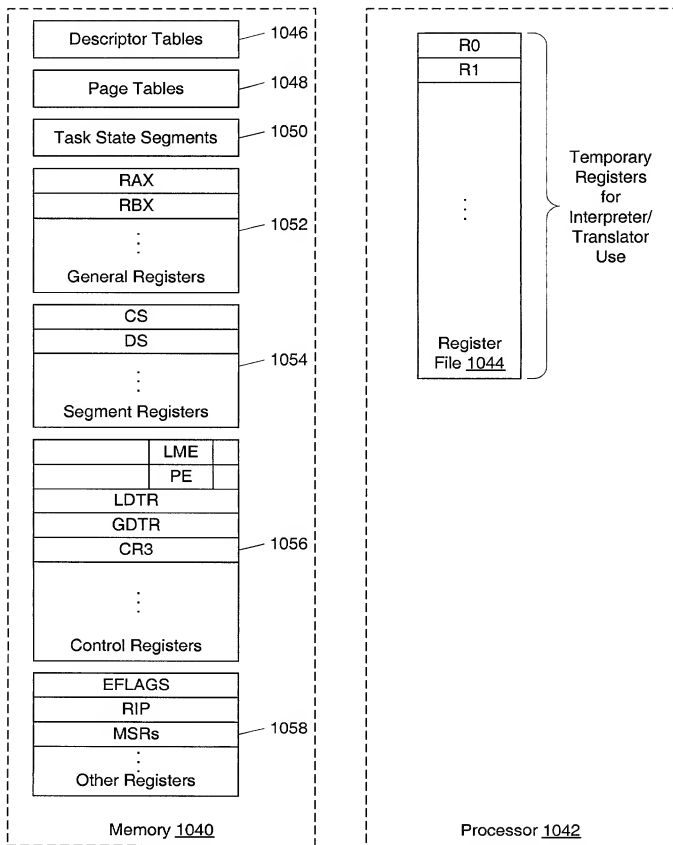 Descriptor Tables
1046
Page Tables
1048
Task State Segments
1050
RAX
RBX
1052
General Registers
CS
DS
1054
Segment Registers
LME
PE
LDTR
GDTR
CR3
1056
Control Registers
EFLAGS
RIP
MSRs
1058
Other Registers
Memory 1040
R0
R1
Register
File 1044
Temporary
Registers
for
Interpreter/
Translator
Use
Processor 1042